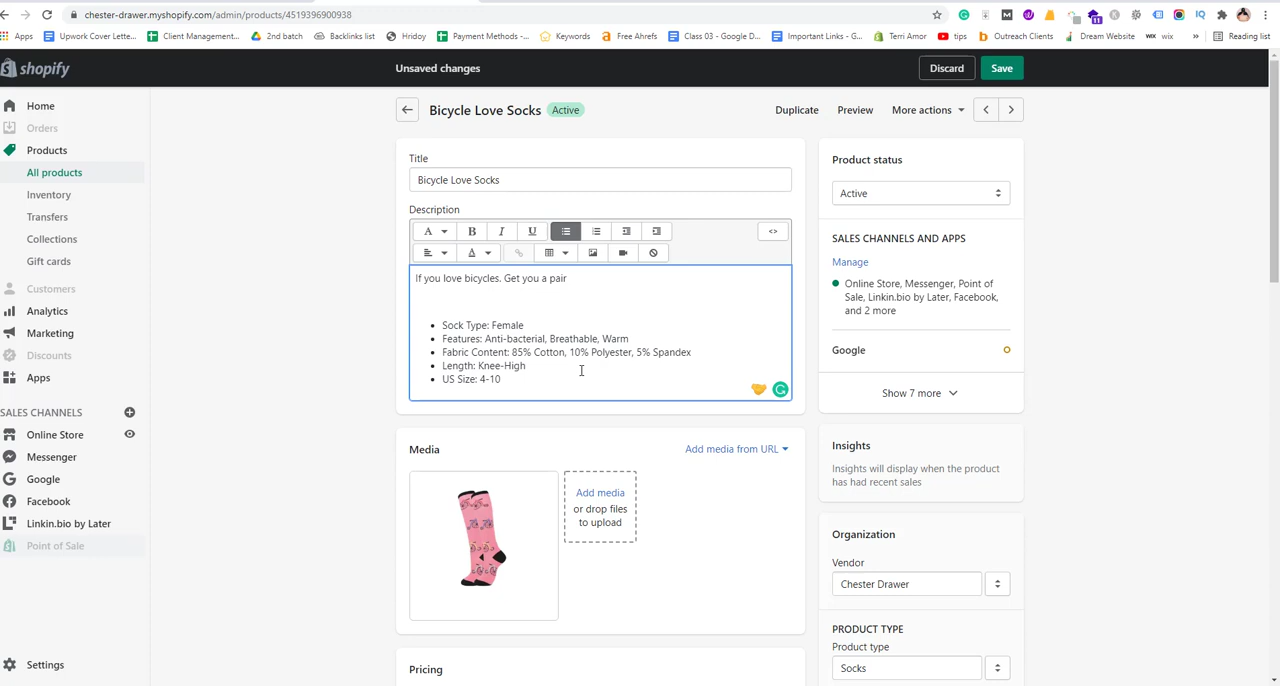 chester-drawer.myshopify.com/admin/products/4519396900938
Apps Upwork Cover Lette... Client Management... 2nd batch Backlinks list Hridoy Payment Methods -... Keywords Free Ahrefs Class 03 - Google D... Important Links - G... Terri Amor tips Outreach Clients Dream Website wix » Reading list
shopify
Unsaved changes
Discard
Save
Home
Orders
Products
All products
Inventory
Transfers
Collections
Gift cards
Customers
Analytics
Marketing
Discounts
Apps
SALES CHANNELS
Online Store
Messenger
Google
Facebook
Linkin.bio by Later
Point of Sale
Settings
Bicycle Love Socks Active
Duplicate Preview More actions
Title
Bicycle Love Socks
Description
A B I U <>
A
If you love bicycles. Get you a pair
• Sock Type: Female
• Features: Anti-bacterial, Breathable, Warm
• Fabric Content: 85% Cotton, 10% Polyester, 5% Spandex
• Length: Knee-High
• US Size: 4-10
Media
Add media from URL
Add media
or drop files
to upload
Pricing
Product status
Active
SALES CHANNELS AND APPS
Manage
Online Store, Messenger, Point of
Sale, Linkin.bio by Later, Facebook,
and 2 more
Google
Show 7 more
Insights
Insights will display when the product
has had recent sales
Organization
Vendor
Chester Drawer
PRODUCT TYPE
Product type
Socks